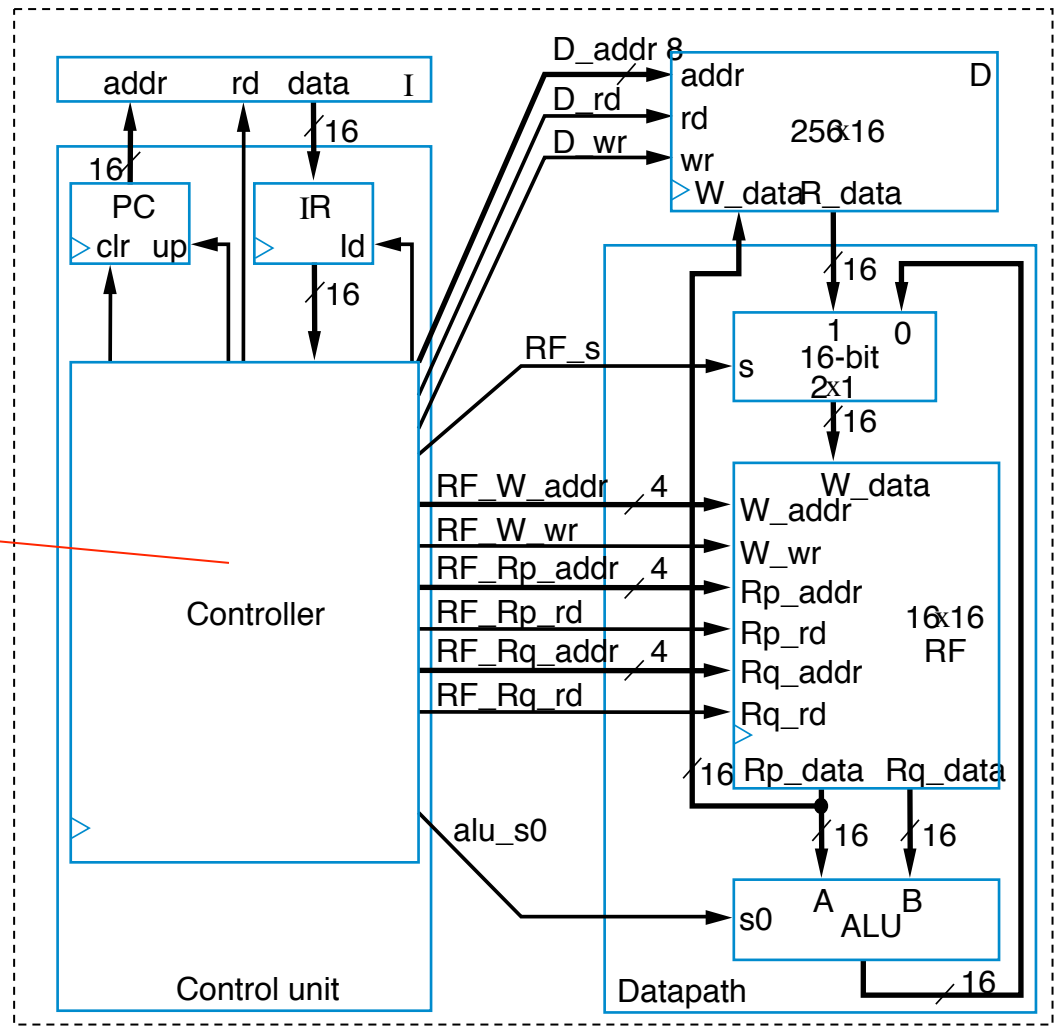 addr rd data I
16
16
PC
clr up
IR
ld
16
D_addr 8
D_rd
D_wr
addr D
rd
256x16
wr
W_data R_data
16
1 0
RF_s
s 16-bit
2x1
16
Controller
RF_W_addr 4
RF_W_wr
RF_Rp_addr 4
RF_Rp_rd
RF_Rq_addr 4
RF_Rq_rd
W_data
W_addr
W_wr
Rp_addr
Rp_rd
Rq_addr
Rq_rd
16x16
RF
Rp_data Rq_data
16
16
16
alu_s0
A B
s0 ALU
16
Control unit
Datapath